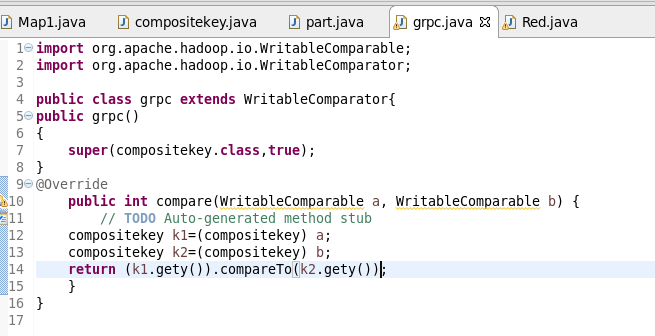 Map1.java compositekey.java part.java grpc.java Red.java
1 import org.apache.hadoop.io.WritableComparable;
2 import org.apache.hadoop.io.WritableComparator;
3
4 public class grpc extends WritableComparator{
5 public grpc()
6 {
7 super(compositekey.class,true);
8 }
9 @Override
10 public int compare(WritableComparable a, WritableComparable b) {
11 // TODO Auto-generated method stub
12 compositekey k1=(compositekey) a;
13 compositekey k2=(compositekey) b;
14 return (k1.gety()).compareTo(k2.gety());
15 }
16 }
17